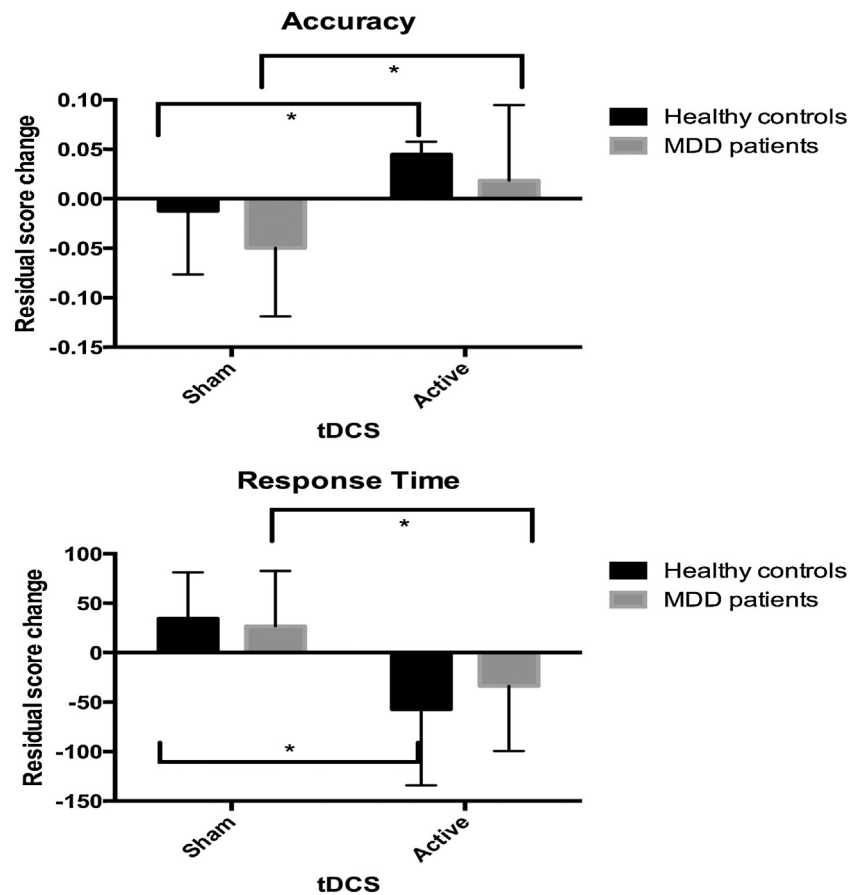 Accuracy
*
*
0.10
0.05
0.00
-0.05
-0.10
-0.15
Residual score change
Healthy controls
MDD patients
Sham
Active
tDCS
Response Time
*
100
50
0
-50
-100
-150
Residual score change
Healthy controls
MDD patients
*
Sham
Active
tDCS